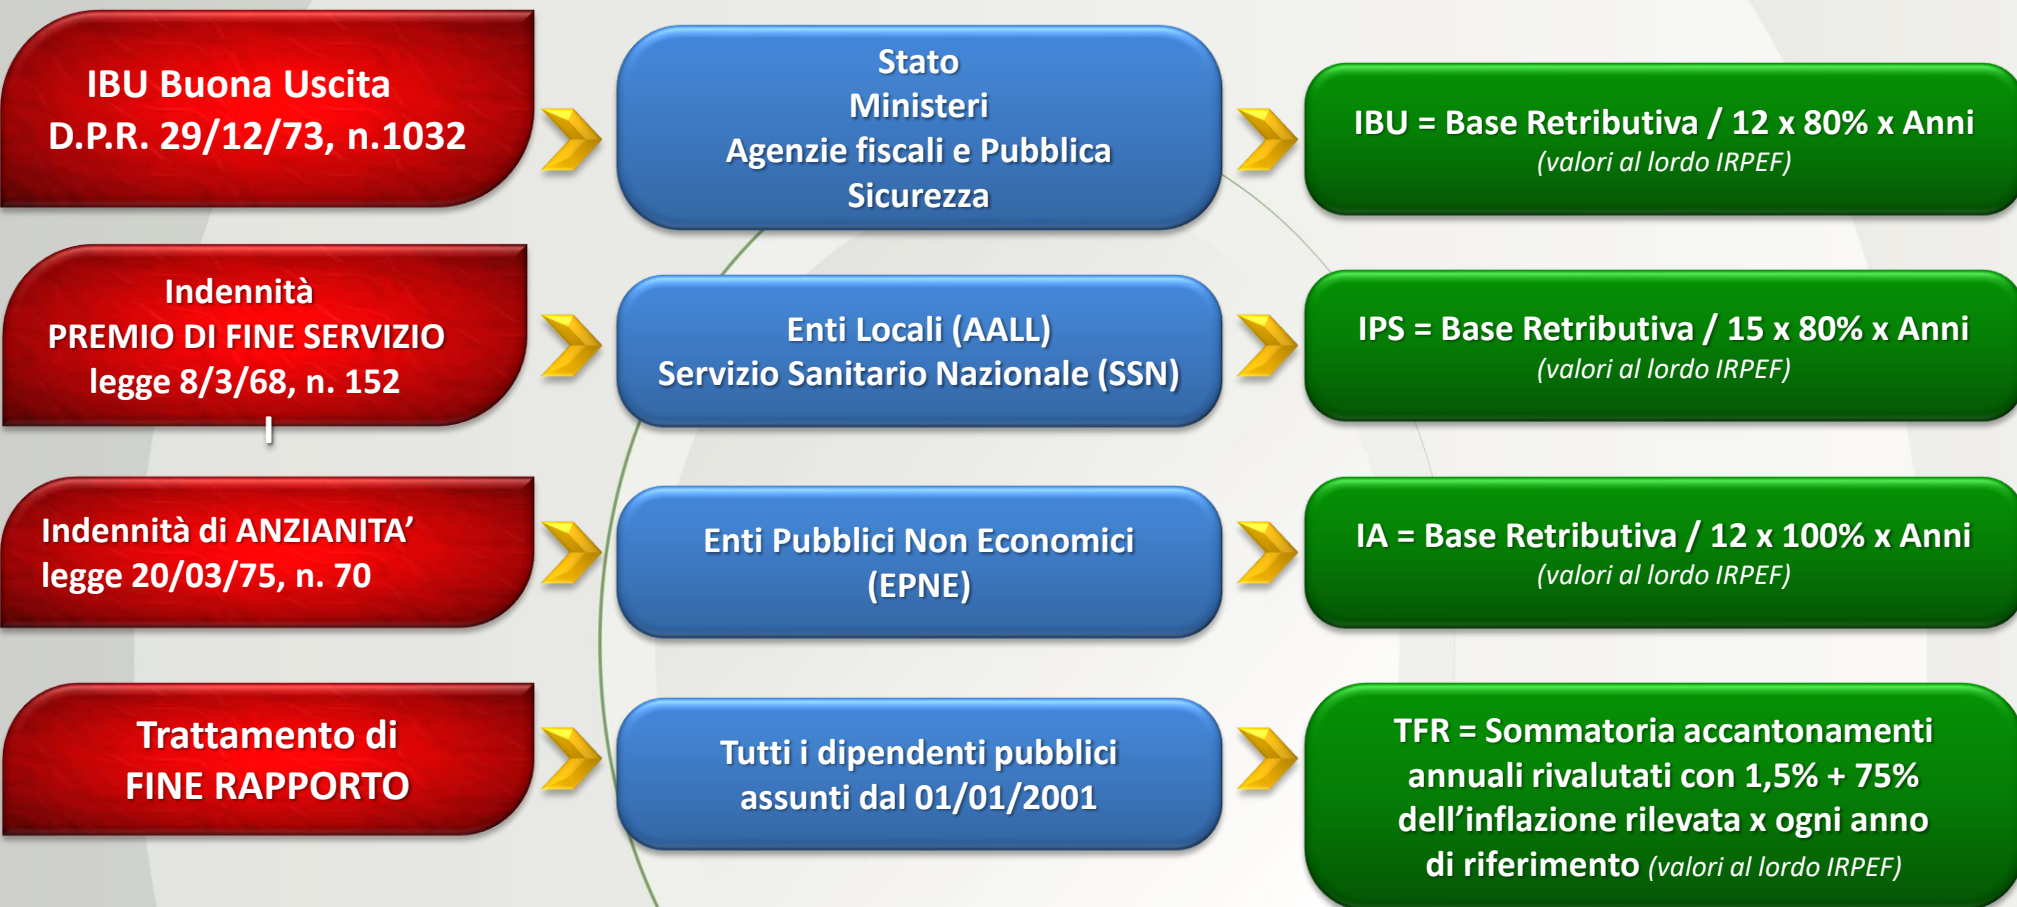 IBU Buona Uscita
D.P.R. 29/12/73, n.1032
Stato
Ministeri
Agenzie fiscali e Pubblica
Sicurezza
IBU = Base Retributiva / 12 x 80% x Anni
(valori al lordo IRPEF)
Indennità
PREMIO DI FINE SERVIZIO
legge 8/3/68, n. 152
I
Enti Locali (AALL)
Servizio Sanitario Nazionale (SSN)
IPS = Base Retributiva / 15 x 80% x Anni
(valori al lordo IRPEF)
Indennità di ANZIANITA’
legge 20/03/75, n. 70
Enti Pubblici Non Economici
(EPNE)
IA = Base Retributiva / 12 x 100% x Anni
(valori al lordo IRPEF)
Trattamento di
FINE RAPPORTO
Tutti i dipendenti pubblici
assunti dal 01/01/2001
TFR = Sommatoria accantonamenti
annuali rivalutati con 1,5% + 75%
dell’inflazione rilevata x ogni anno
di riferimento (valori al lordo IRPEF)